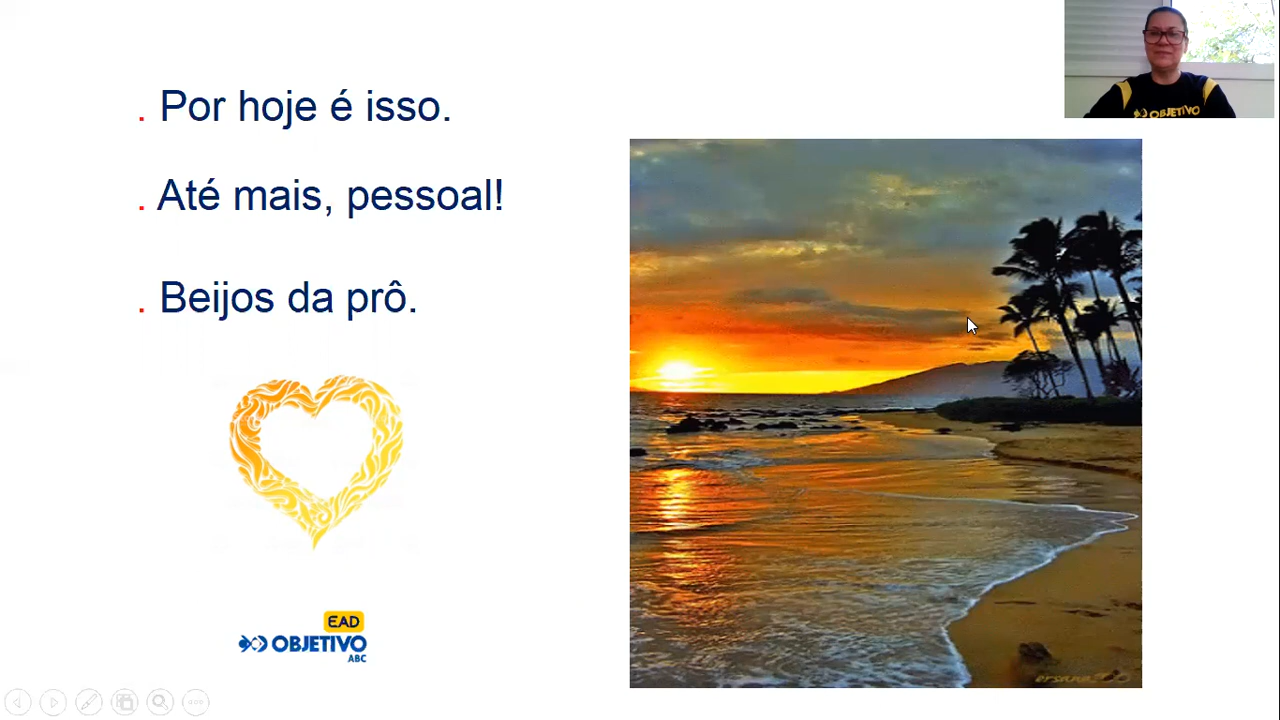 . Por hoje é isso.
. Até mais, pessoal!
. Beijos da prô.
EAD
OBJETIVO
ABC
OBJETIVO